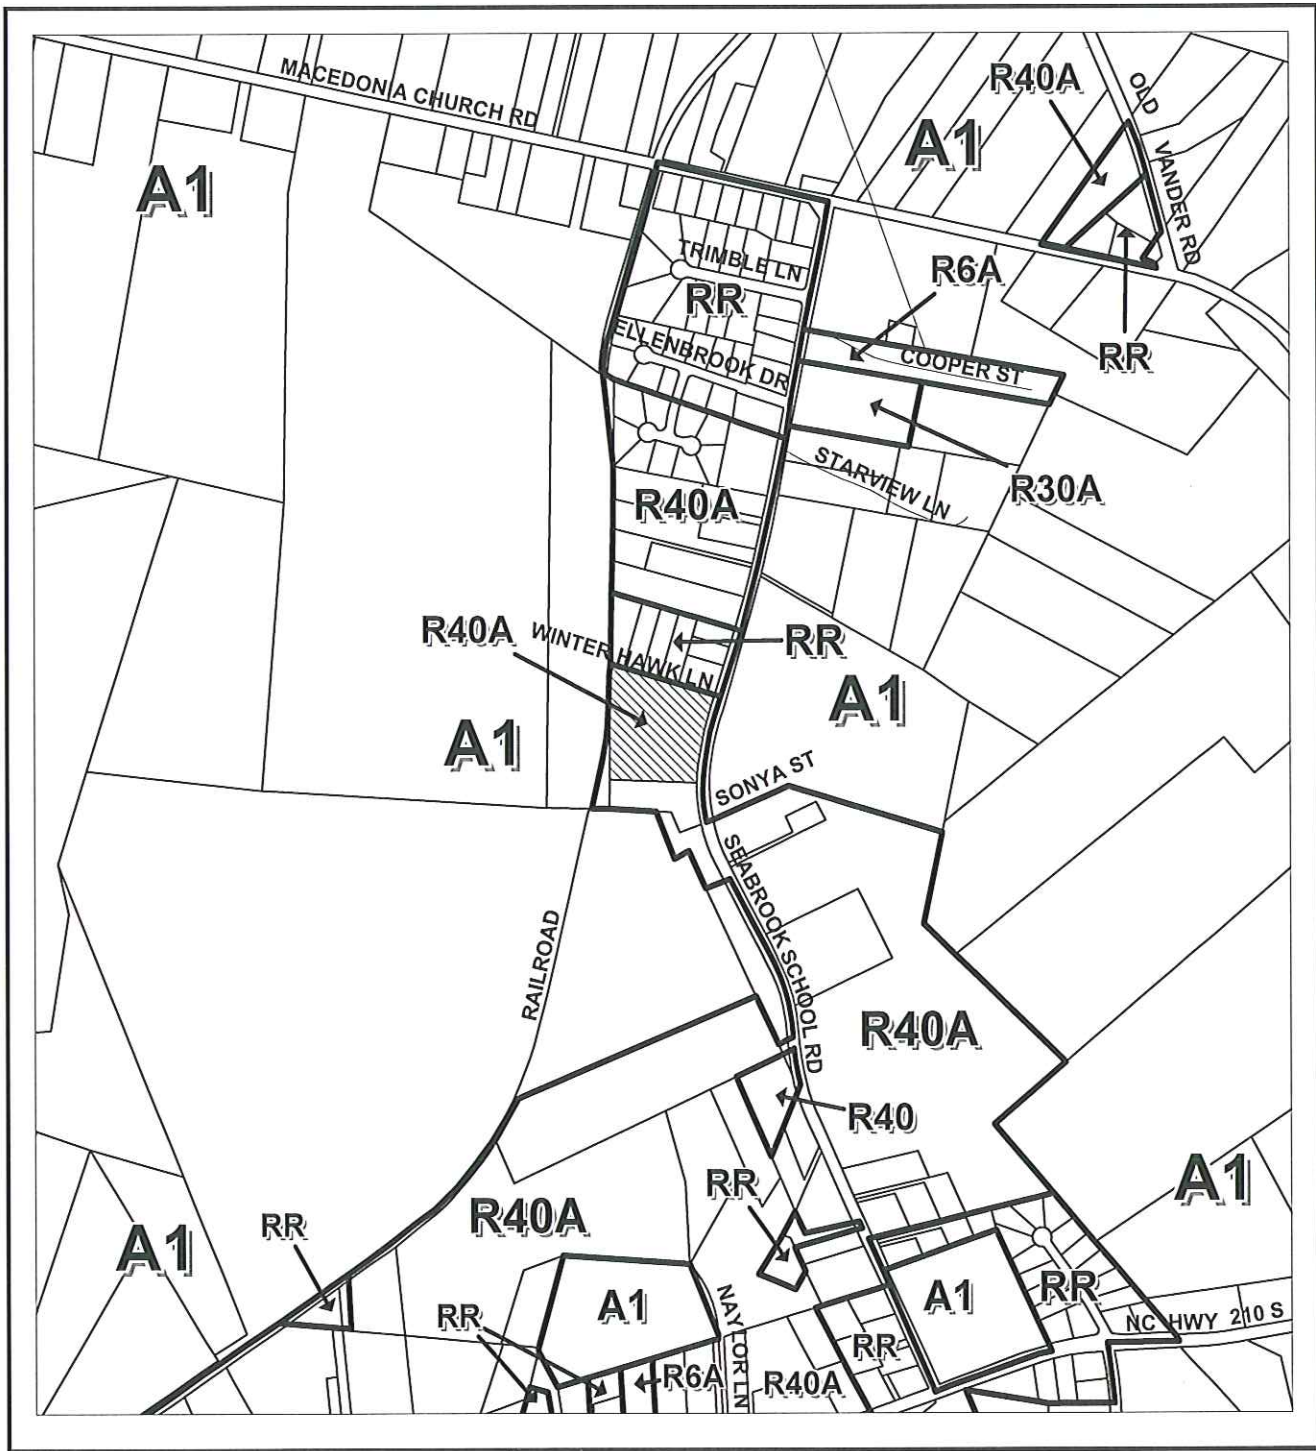 MACEDONIA CHURCH RD
R40A
OLD VANDER RD
A1
A1
TRIMBLE LN
R6A
RR
ELLENBROOK DR
COOPER ST
RR
STARVIEW LN
R30A
R40A
R40A
WINTER HAWK LN
RR
A1
A1
SONYA ST
SEABROOK SCHOOL RD
RAILROAD
R40A
R40
RR
A1
R40A
RR
A1
A1
RR
A1
RR
NAYLOR LN
NC HWY 210 S
RR
R6A
R40A
RR